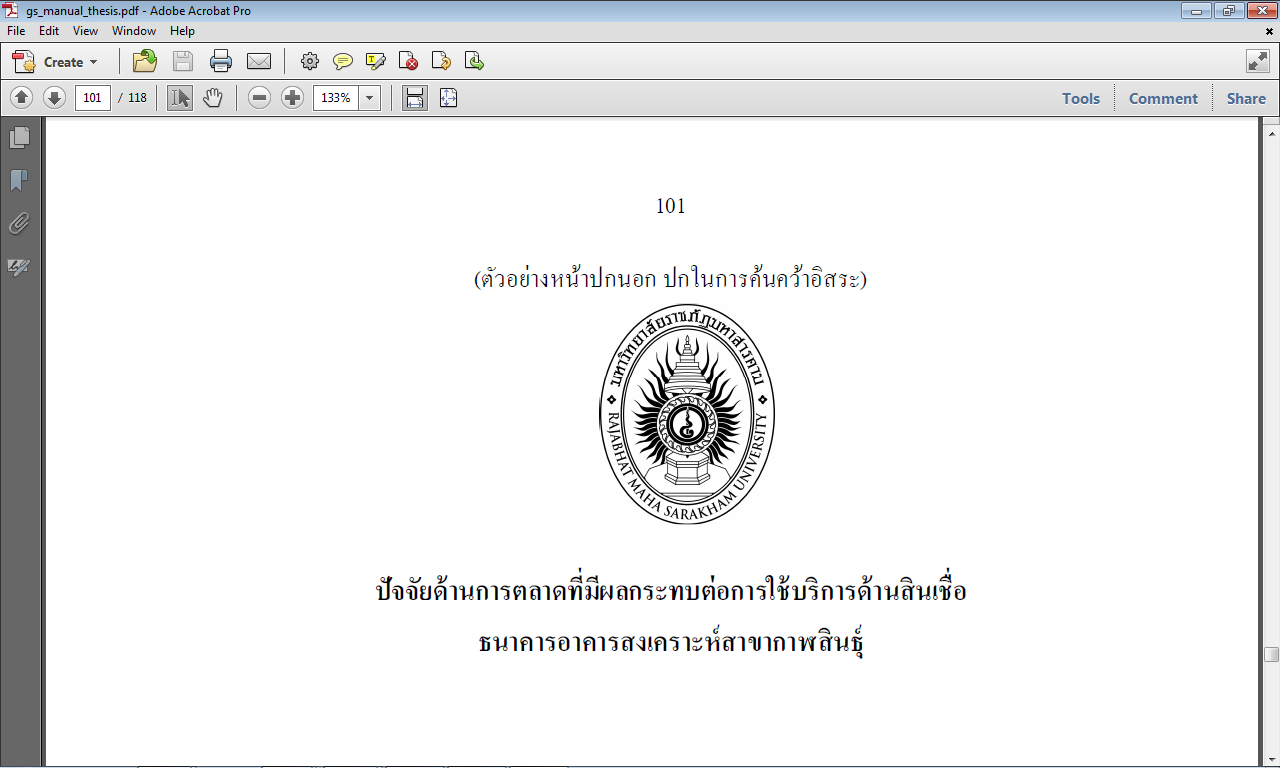 gs_manual_thesis.pdf - Adobe Acrobat Pro
File Edit View Window Help
Create
101 / 118 133% Tools Comment Share
101
(ตัวอย่างหน้าปกนอก ปกในการค้นคว้าอิสระ)
มหาวิทยาลัยราชภัฏมหาสารคาม
RAJABHAT MAHA SARAKHAM UNIVERSITY
ปัจจัยด้านการตลาดที่มีผลกระทบต่อการใช้บริการด้านสินเชื่อ
ธนาคารอาคารสงเคราะห์สาขากาฬสินธุ์